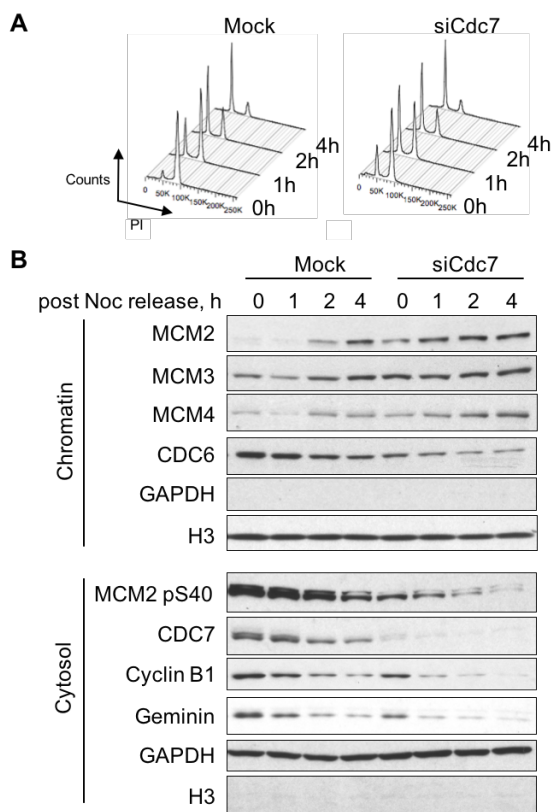 A
Mock siCdc7
4h 4h
2h 2h
Counts
1h 1h
0 50K 100K 150K 200K 250K 0h 0 50K 100K 150K 200K 250K 0h
PI
B
Mock siCdc7
post Noc release, h 0 1 2 4 0 1 2 4
Chromatin
MCM2
MCM3
MCM4
CDC6
GAPDH
H3
Cytosol
MCM2 pS40
CDC7
Cyclin B1
Geminin
GAPDH
H3